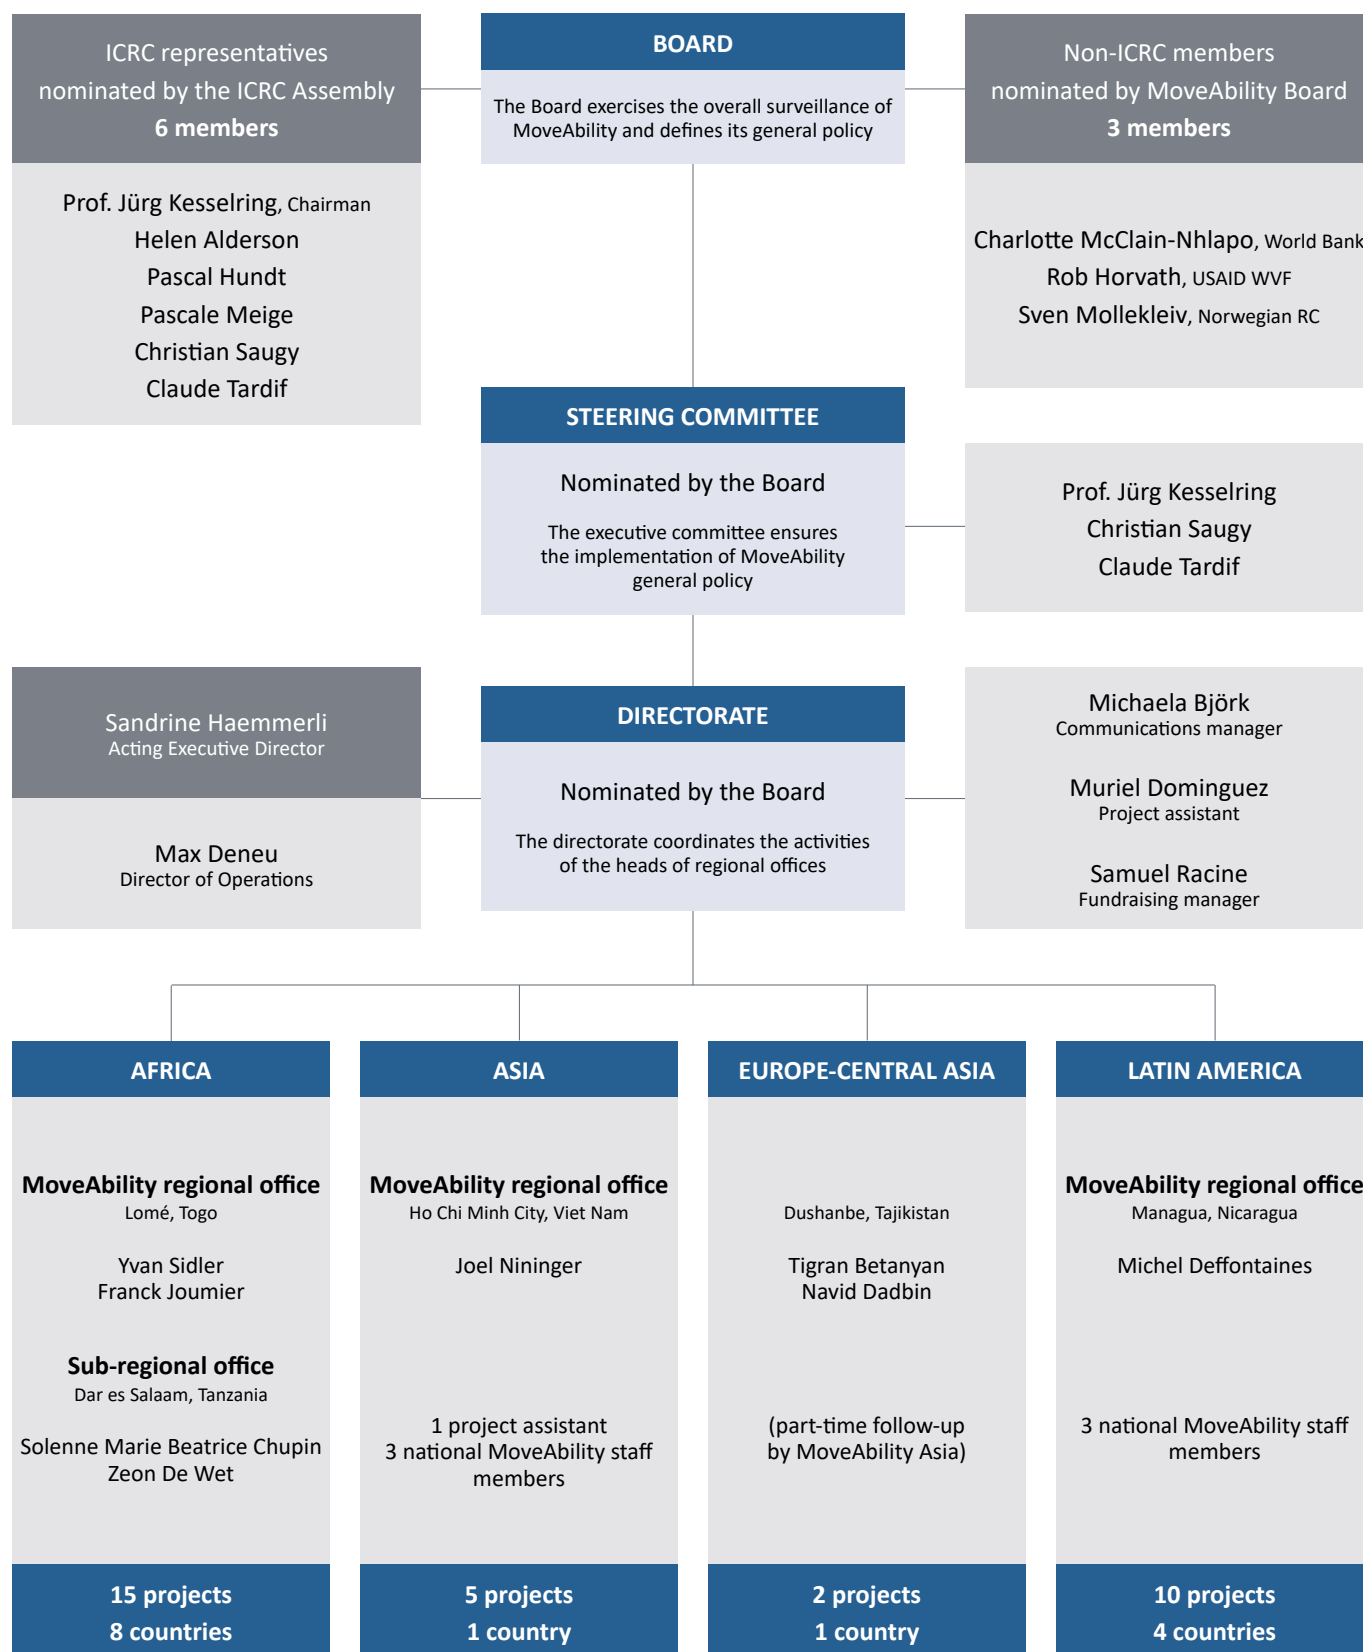 ICRC representatives
nominated by the ICRC Assembly
6 members
Prof. Jürg Kesselring, Chairman
Helen Alderson
Pascal Hundt
Pascale Meige
Christian Saugy
Claude Tardif
BOARD
The Board exercises the overall surveillance of
MoveAbility and defines its general policy
Non-ICRC members
nominated by MoveAbility Board
3 members
Charlotte McClain-Nhlapo, World Bank
Rob Horvath, USAID WVF
Sven Mollekleiv, Norwegian RC
STEERING COMMITTEE
Nominated by the Board
The executive committee ensures
the implementation of MoveAbility
general policy
Prof. Jürg Kesselring
Christian Saugy
Claude Tardif
Sandrine Haemmerli
Acting Executive Director
Max Deneu
Director of Operations
DIRECTORATE
Nominated by the Board
The directorate coordinates the activities
of the heads of regional offices
Michaela Björk
Communications manager
Muriel Dominguez
Project assistant
Samuel Racine
Fundraising manager
AFRICA
MoveAbility regional office
Lomé, Togo
Yvan Sidler
Franck Joumier
Sub-regional office
Dar es Salaam, Tanzania
Solenne Marie Beatrice Chupin
Zeon De Wet
15 projects
8 countries
ASIA
MoveAbility regional office
Ho Chi Minh City, Viet Nam
Joel Nininger
1 project assistant
3 national MoveAbility staff
members
5 projects
1 country
EUROPE-CENTRAL ASIA
Dushanbe, Tajikistan
Tigran Betanyan
Navid Dadbin
(part-time follow-up
by MoveAbility Asia)
2 projects
1 country
LATIN AMERICA
MoveAbility regional office
Managua, Nicaragua
Michel Deffontaines
3 national MoveAbility staff
members
10 projects
4 countries